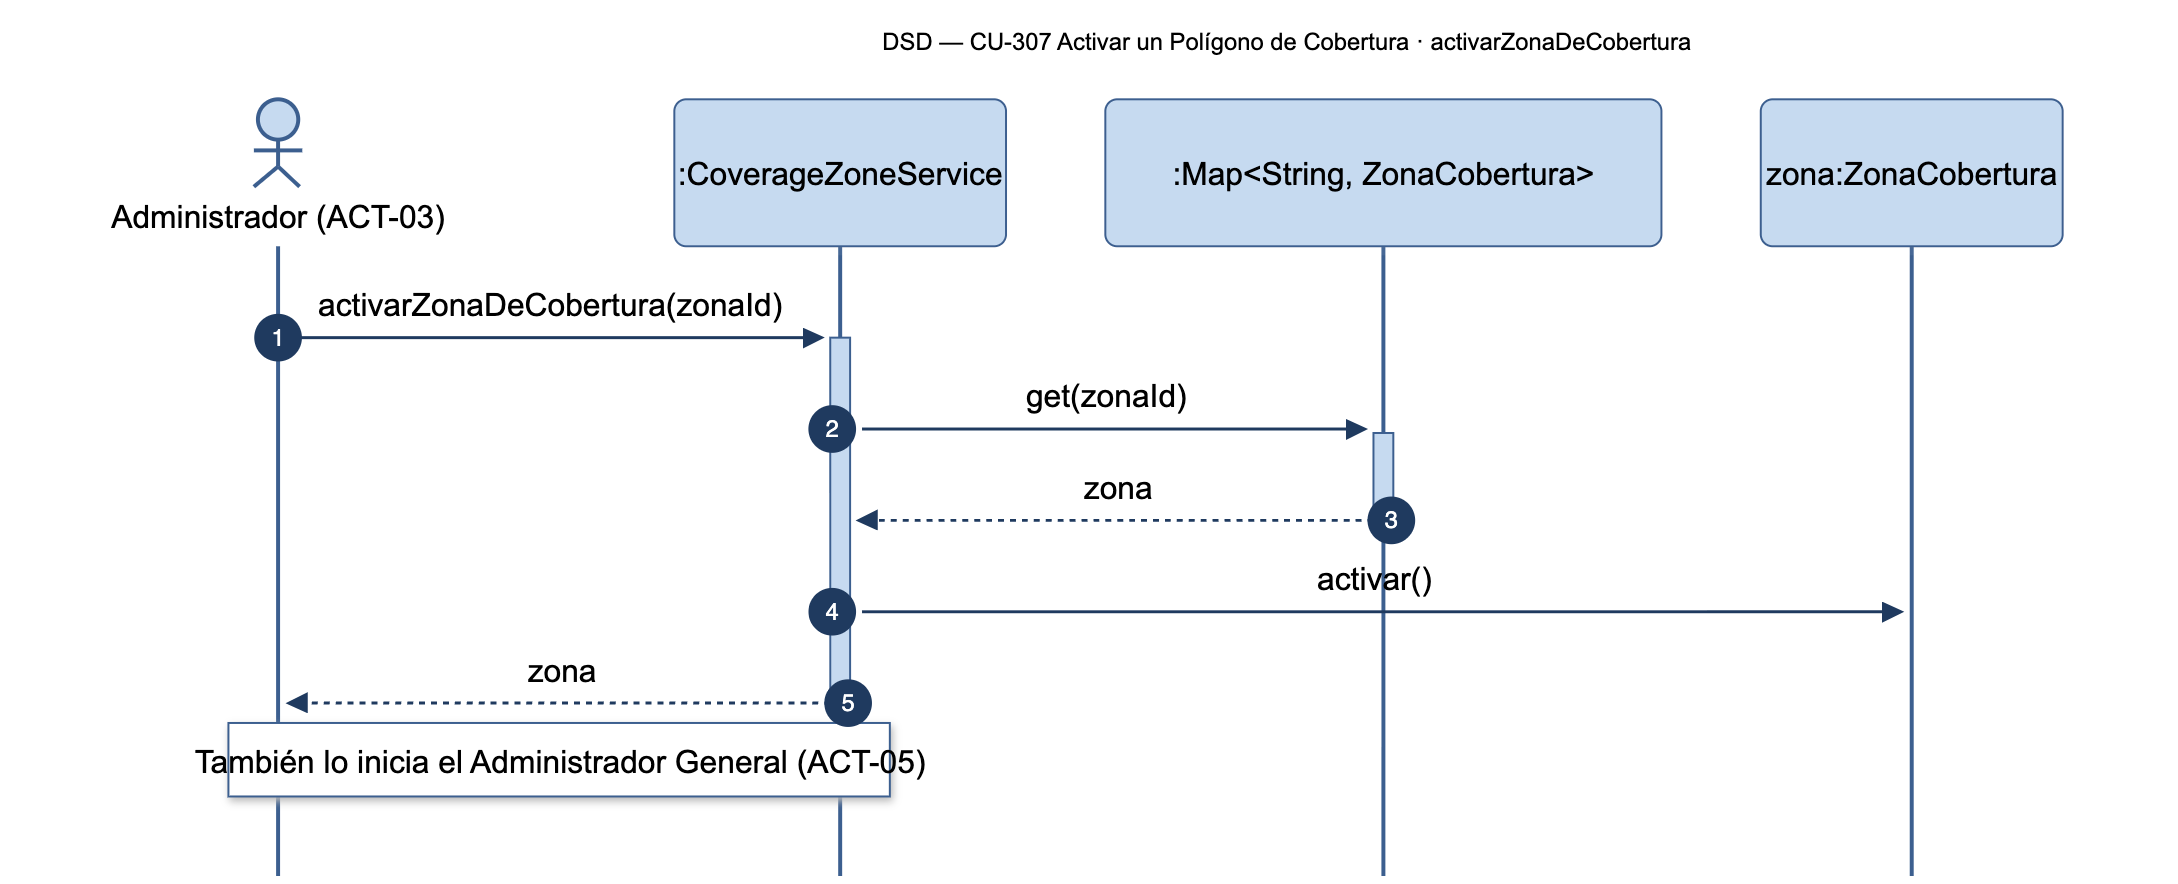 DSD — CU-307 Activar un Polígono de Cobertura · activarZonaDeCobertura
Administrador (ACT-03)
:CoverageZoneService
:Map<String, ZonaCobertura>
zona:ZonaCobertura
activarZonaDeCobertura(zonaId)
1
get(zonaId)
2
zona
3
activar()
4
zona
5
También lo inicia el Administrador General (ACT-05)